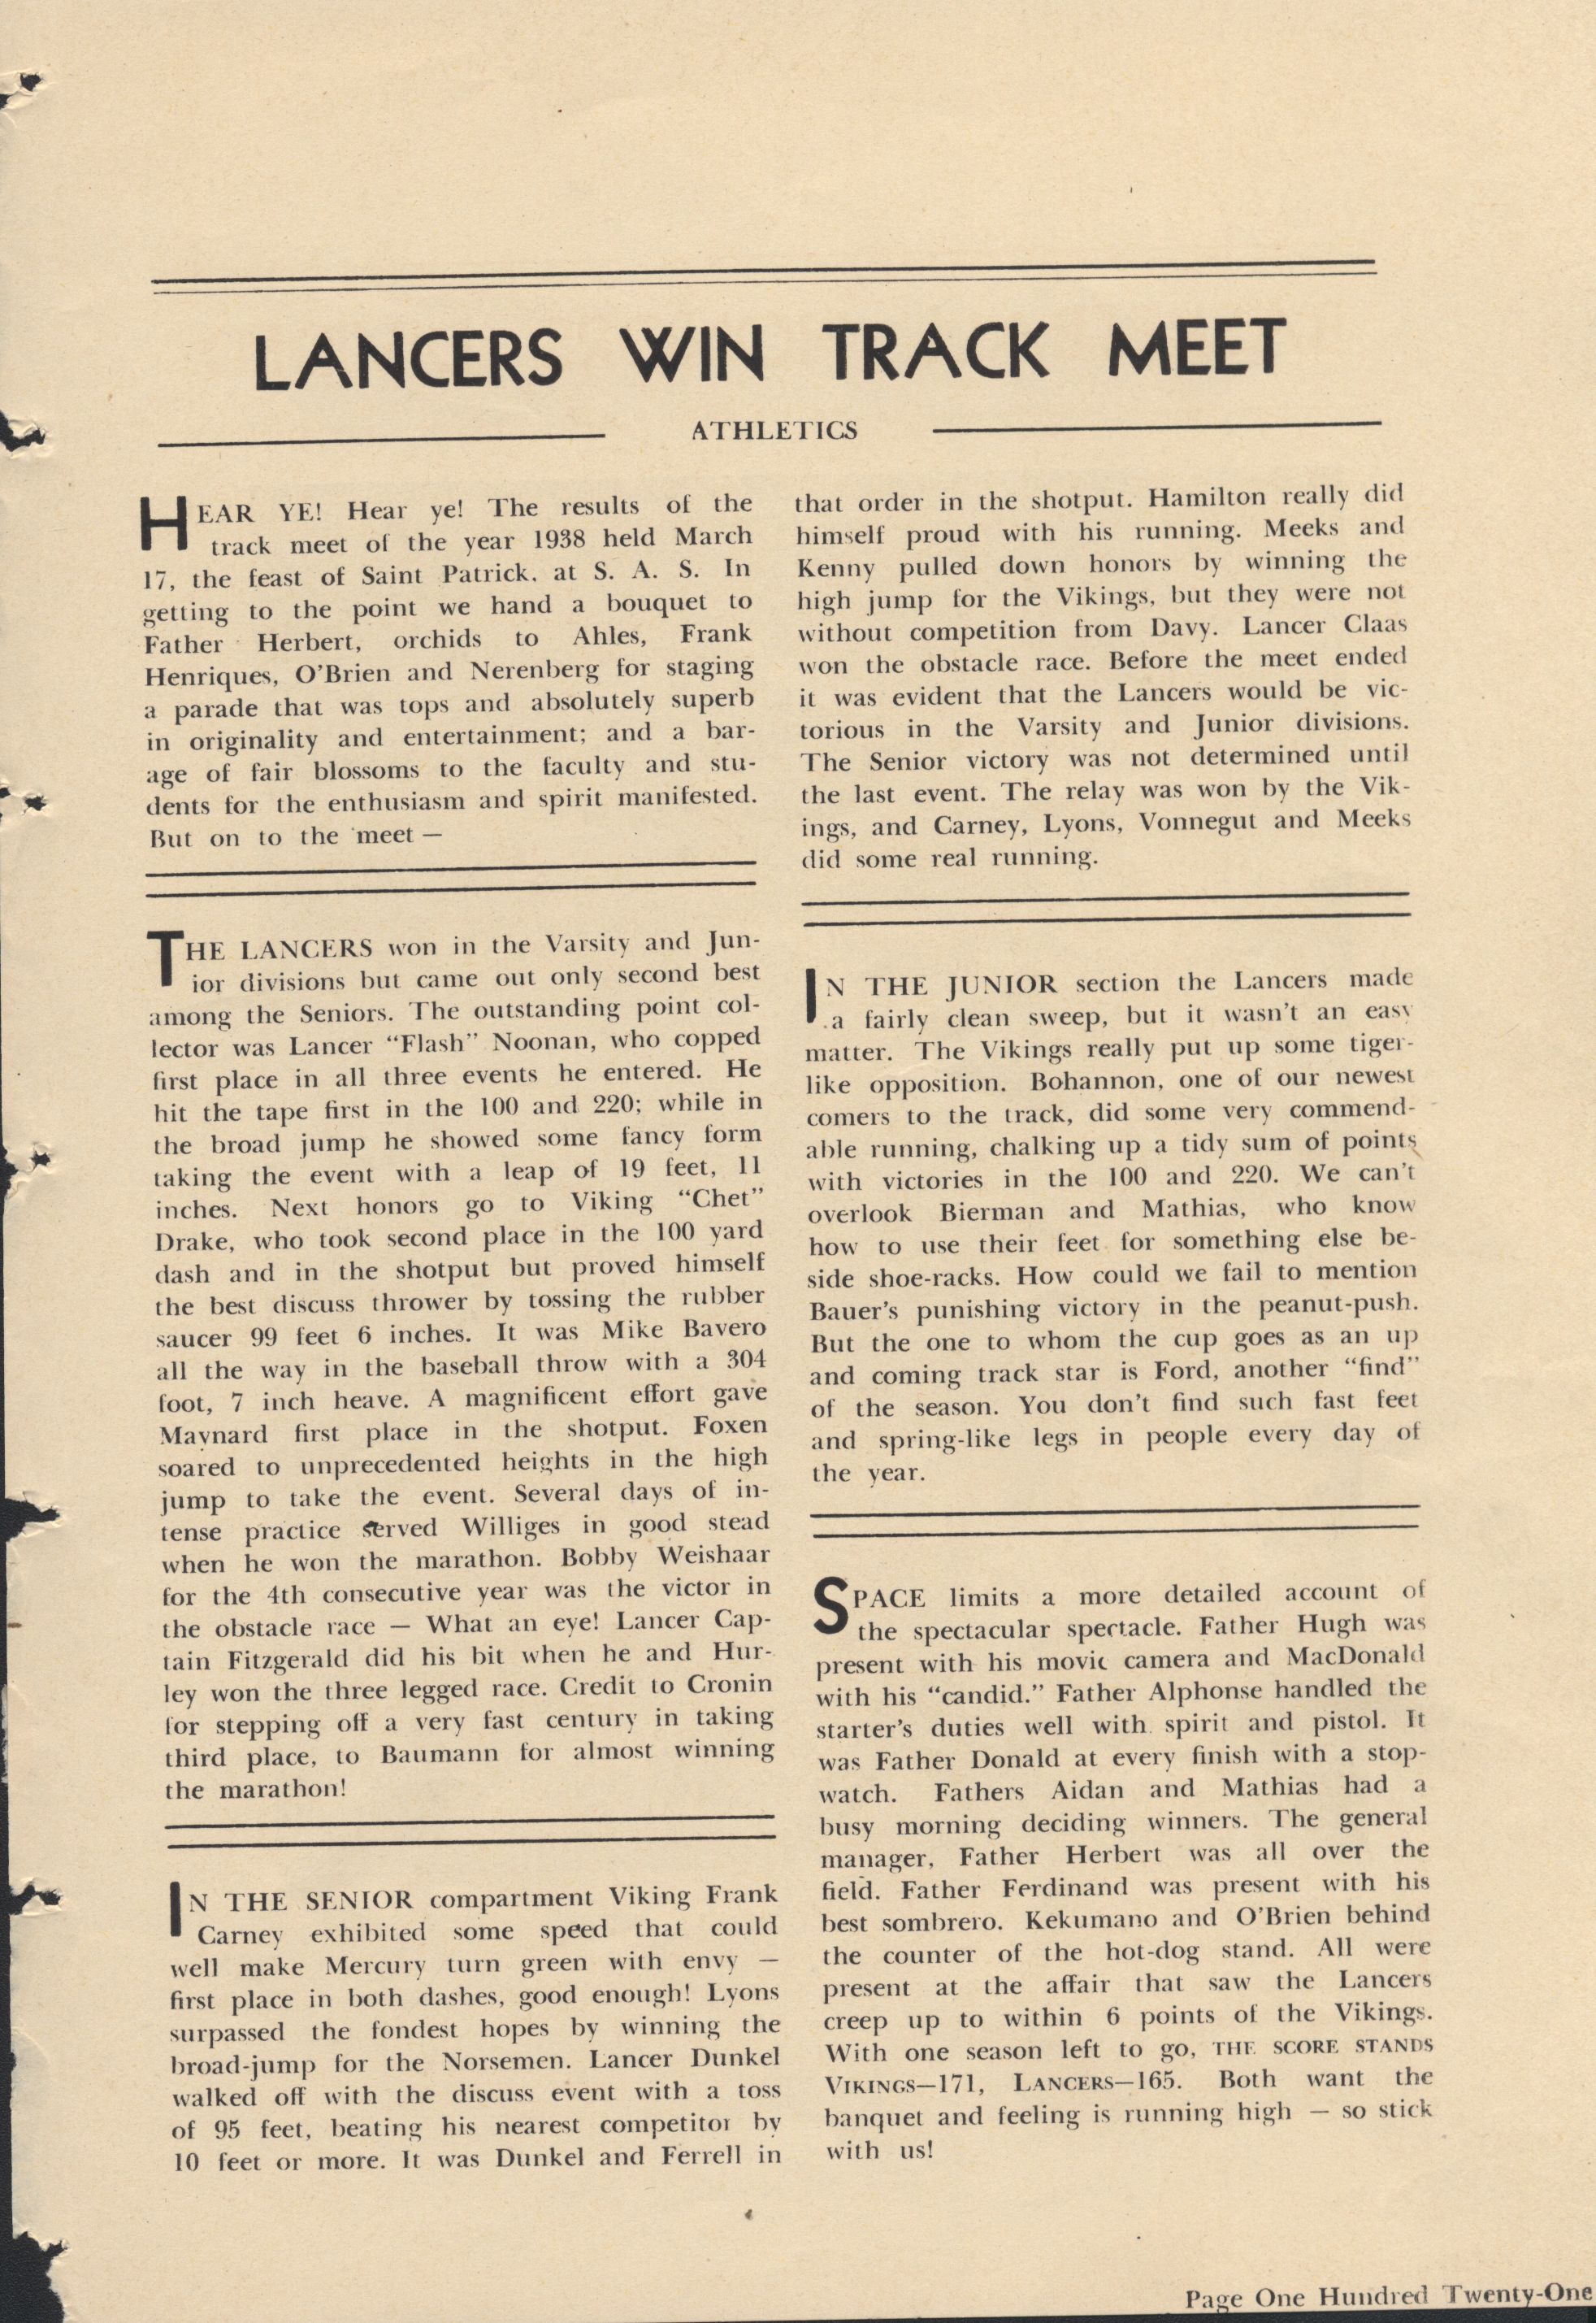 LANCERS WIN TRACK MEET
ATHLETICS
HEAR YE! Hear ye! The results of the
track meet of the year 1938 held March
17, the feast of Saint Patrick. at S. A. S. In
getting to the point we hand a bouquet to
Father Herbert, orchids to Ahles, Frank
Henriques, O'Brien and Nerenberg for staging
a parade that was tops and absolutely superb
in originality and entertainment; and a bar-
age of fair blossoms to the faculty and stu-
dents for the enthusiasm and spirit manifested.
But on to the meet —
THE LANCERS won in the Varsity and Jun-
ior divisions but came out only second best
among the Seniors. The outstanding point col-
lector was Lancer "Flash" Noonan, who copped
first place in all three events he entered. He
hit the tape first in the 100 and 220; while in
the broad jump he showed some fancy form
taking the event with a leap of 19 feet, 11
inches. Next honors go to Viking "Chet"
Drake, who took second place in the 100 yard
dash and in the shotput but proved himself
the best discuss thrower by tossing the rubber
saucer 99 feet 6 inches. It was Mike Bavero
all the way in the baseball throw with a 304
foot, 7 inch heave. A magnificent effort gave
Maynard first place in the shotput. Foxen
soared to unprecedented heights in the high
jump to take the event. Several days of in-
tense practice served Williges in good stead
when he won the marathon. Bobby Weishaar
for the 4th consecutive year was the victor in
the obstacle race — What an eye! Lancer Cap-
tain Fitzgerald did his bit when he and Hur-
ley won the three legged race. Credit to Cronin
for stepping off a very fast century in taking
third place, to Baumann for almost winning
the marathon!
IN THE SENIOR compartment Viking Frank
Carney exhibited some speed that could
well make Mercury turn green with envy —
first place in both dashes, good enough! Lyons
surpassed the fondest hopes by winning the
broad-jump for the Norsemen. Lancer Dunkel
walked off with the discuss event with a toss
of 95 feet, beating his nearest competitor by
10 feet or more. It was Dunkel and Ferrell in
that order in the shotput. Hamilton really did
himself proud with his running. Meeks and
Kenny pulled down honors by winning the
high jump for the Vikings, but they were not
without competition from Davy. Lancer Claas
won the obstacle race. Before the meet ended
it was evident that the Lancers would be vic-
torious in the Varsity and Junior divisions.
The Senior victory was not determined until
the last event. The relay was won by the Vik-
ings, and Carney, Lyons, Vonnegut and Meeks
did some real running.
IN THE JUNIOR section the Lancers made
a fairly clean sweep, but it wasn't an easy
matter. The Vikings really put up some tiger-
like opposition. Bohannon, one of our newest
comers to the track, did some very commend-
able running, chalking up a tidy sum of points
with victories in the 100 and 220. We can't
overlook Bierman and Mathias, who know
how to use their feet for something else be-
side shoe-racks. How could we fail to mention
Bauer's punishing victory in the peanut-push.
But the one to whom the cup goes as an up
and coming track star is Ford, another "find"
of the season. You don't find such fast feet
and spring-like legs in people every day of
the year.
SPACE limits a more detailed account of
the spectacular spectacle. Father Hugh was
present with his movie camera and MacDonald
with his "candid." Father Alphonse handled the
starter's duties well with spirit and pistol. It
was Father Donald at every finish with a stop-
watch. Fathers Aidan and Mathias had a
busy morning deciding winners. The general
manager, Father Herbert was all over the
field. Father Ferdinand was present with his
best sombrero. Kekumano and O'Brien behind
the counter of the hot-dog stand. All were
present at the affair that saw the Lancers
creep up to within 6 points of the Vikings.
With one season left to go, THE SCORE STANDS
VIKINGS—171, LANCERS—165. Both want the
banquet and feeling is running high — so stick
with us!
Page One Hundred Twenty-One